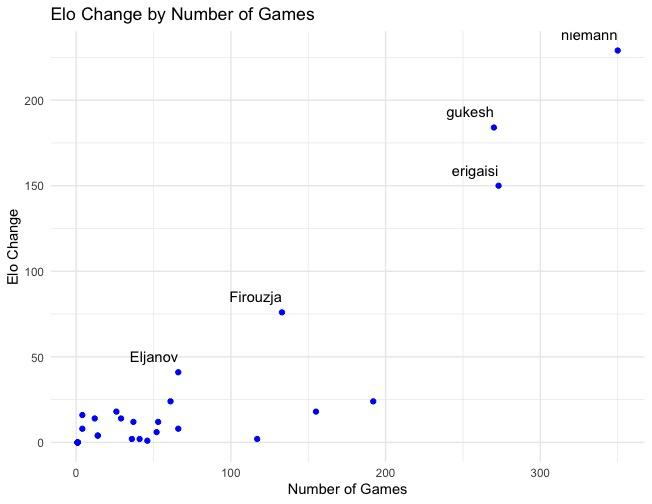 Elo Change by Number of Games
niemann
gukesh
erigaisi
Firouzja
Eljanov
200
150
100
50
0
Elo Change
0
100
200
300
Number of Games